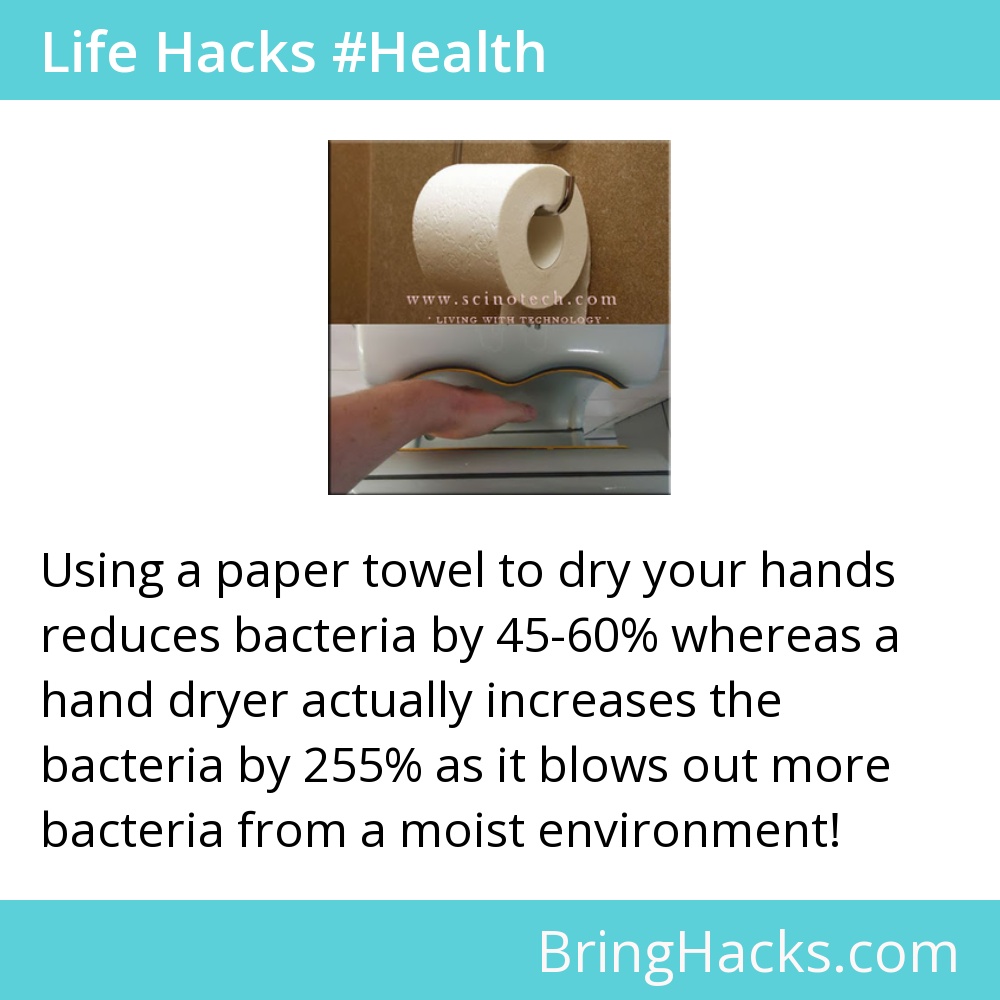 Life Hacks #Health
www.scinotech.com
' LIVING WITH TECHNOLOGY '
Using a paper towel to dry your hands
reduces bacteria by 45-60% whereas a
hand dryer actually increases the
bacteria by 255% as it blows out more
bacteria from a moist environment!
BringHacks.com